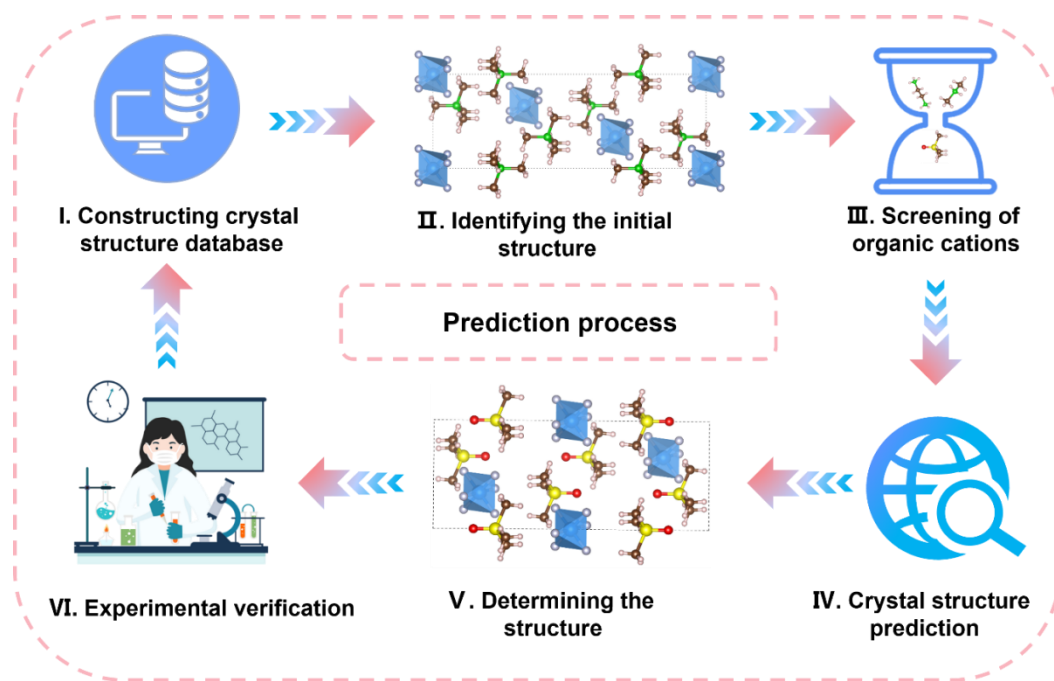 Ⅰ. Constructing crystal
structure database
Ⅱ. Identifying the initial
structure
Ⅲ. Screening of
organic cations
Prediction process
Ⅵ. Experimental verification
Ⅴ. Determining the
structure
Ⅳ. Crystal structure
prediction